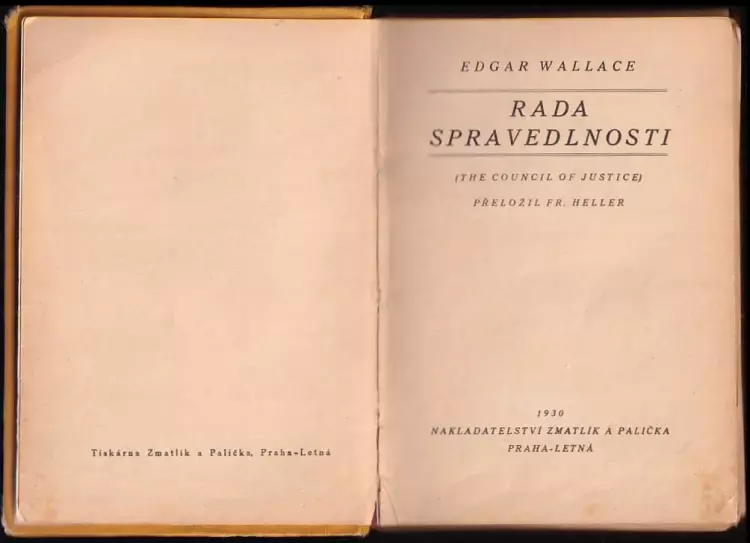 Tiskárna Zmatlík a Palička, Praha-Letná
EDGAR WALLACE
RADA
SPRAVEDLNOSTI
(THE COUNCIL OF JUSTICE)
PŘELOŽIL FR. HELLER
1930
NAKLADATELSTVÍ ZMATLÍK A PALIČKA
PRAHA-LETNÁ